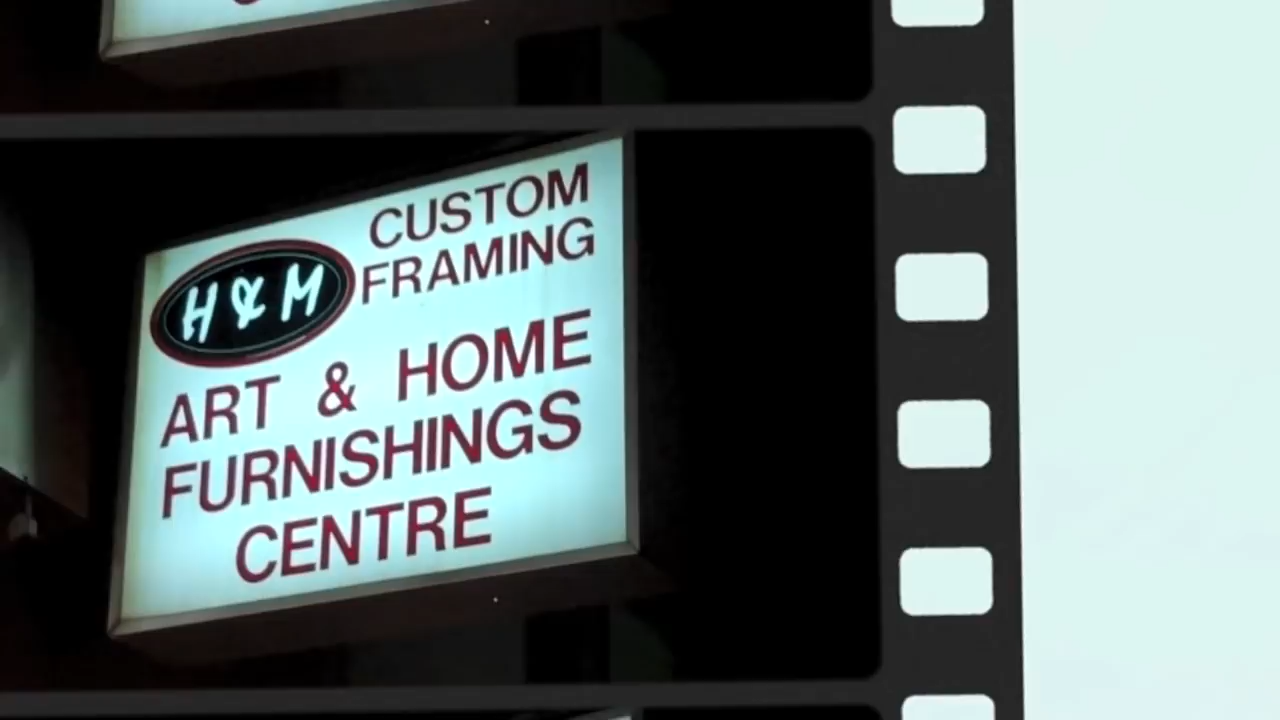 CUSTOM
H & M FRAMING
ART & HOME
FURNISHINGS
CENTRE